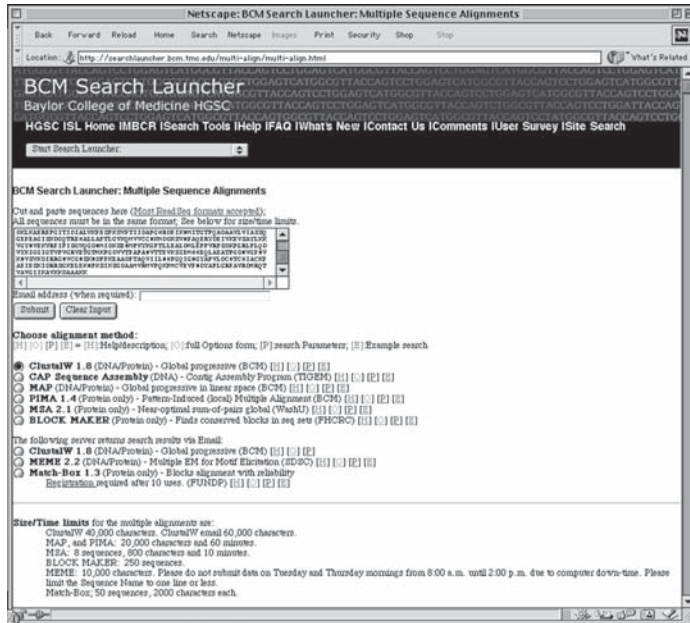 Netscape: BCM Search Launcher: Multiple Sequence Alignments
Back Forward Reload Home Search Netscape Images Print Security Shop Stop
Location: http://searchlauncher.bcm.tmc.edu/multi-align/multi-align.html What's Related
BCM Search Launcher
Baylor College of Medicine HGSC
HGSC ISL Home IMBCR ISearch Tools IHelp IFAQ IWhat's New IContact Us IComments IUser Survey ISite Search
Start Search Launcher:
BCM Search Launcher: Multiple Sequence Alignments
Cut and paste sequences here (Most ReadSeq formats accepted);
All sequences must be in the same format; See below for size/time limits.
Email address (when required):
Submit Clear Input
Choose alignment method:
[H] [O] [P] [E] = [H]:Help/description; [O]:full Options form; [P]:search Parameters; [E]:Example search
ClustalW 1.8 (DNA/Protein) - Global progressive (BCM) [H] [O] [P] [E]
CAP Sequence Assembly (DNA) - Contig Assembly Program (TIGEM) [H] [O] [P] [E]
MAP (DNA/Protein) - Global progressive in linear space (BCM) [H] [O] [P] [E]
PIMA 1.4 (Protein only) - Pattern-Induced (local) Multiple Alignment (BCM) [H] [O] [P] [E]
MSA 2.1 (Protein only) - Near-optimal sum-of-pairs global (WashU) [H] [O] [P] [E]
BLOCK MAKER (Protein only) - Finds conserved blocks in seq sets (FHCRC) [H] [O] [P] [E]
The following server returns search results via Email:
ClustalW 1.8 (DNA/Protein) - Global progressive (BCM) [H] [O] [P]
MEME 2.2 (DNA/Protein) - Multiple EM for Motif Elicitation (SDSC) [H] [O] [P] [E]
Match-Box 1.3 (Protein only) - Blocks alignment with reliability
Registration required after 10 uses. (FUNDP) [H] [O] [P] [E]
Size/Time limits for the multiple alignments are:
ClustalW 40,000 characters. ClustalW email 60,000 characters.
MAP, and PIMA: 20,000 characters and 60 minutes.
MSA: 8 sequences, 800 characters and 10 minutes.
BLOCK MAKER: 250 sequences.
MEME: 10,000 characters. Please do not submit data on Tuesday and Thursday mornings from 8:00 a.m. until 2:00 p.m. due to computer down-time. Please
limit the Sequence Name to one line or less.
Match-Box; 50 sequences, 2000 characters each.